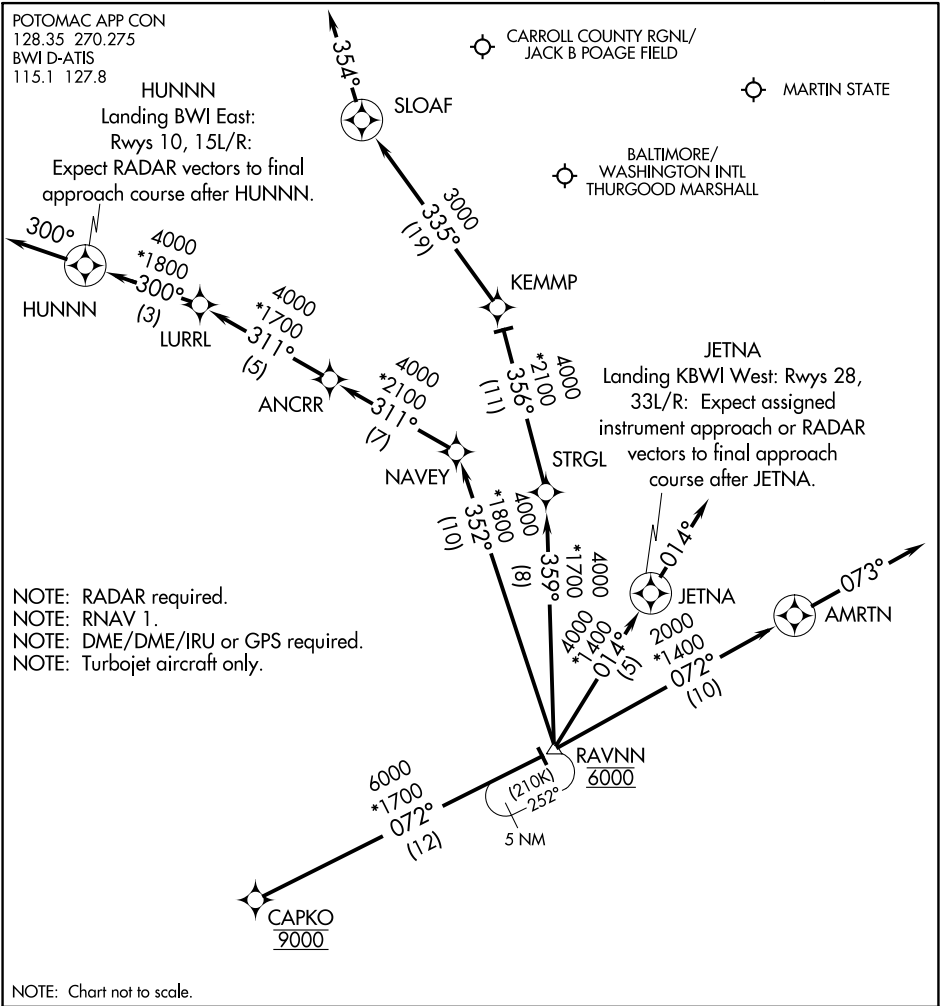 POTOMAC APP CON
128.35 270.275
BWI D-ATIS
115.1 127.8
HUNNN
Landing BWI East:
Rwys 10, 15L/R:
Expect RADAR vectors to final
approach course after HUNNN.
354°
SLOAF
CARROLL COUNTY RGNL/
JACK B POAGE FIELD
MARTIN STATE
BALTIMORE/
WASHINGTON INTL
THURGOOD MARSHALL
3000
335°
(19)
KEMMP
300°
HUNNN
4000
*1800
300°
(3)
LURRL
4000
*1700
311°
(5)
ANCRR
4000
*2100
311°
(7)
NAVEY
4000
*2100
356°
(11)
STRGL
JETNA
Landing KBWI West: Rwys 28,
33L/R: Expect assigned
instrument approach or RADAR
vectors to final approach
course after JETNA.
4000
*1800
352°
(10)
4000
*1700
359°
(8)
014°
JETNA
4000
*1400
014°
(5)
073°
AMRTN
2000
*1400
072°
(10)
NOTE: RADAR required.
NOTE: RNAV 1.
NOTE: DME/DME/IRU or GPS required.
NOTE: Turbojet aircraft only.
RAVNN
6000
(210K)
252°
5 NM
6000
*1700
072°
(12)
CAPKO
9000
NOTE: Chart not to scale.